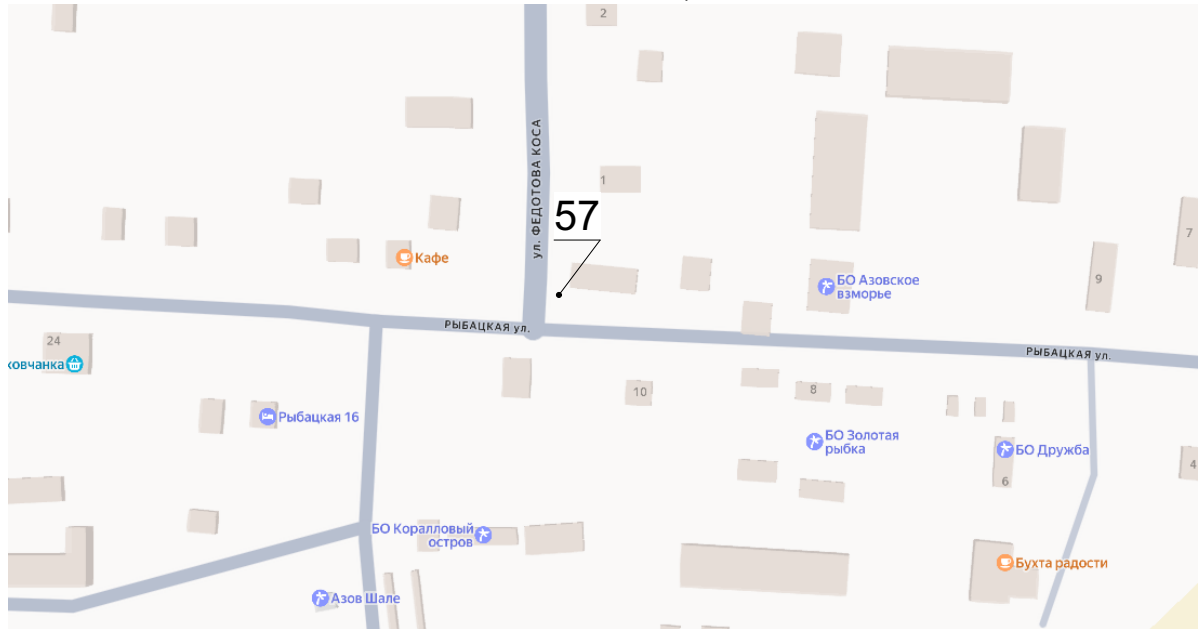 2
ул. ФЕДОТОВА КОСА
1
57
7
Кафе
БО Азовское
взморье
9
РЫБАЦКАЯ ул.
РЫБАЦКАЯ ул.
24
ховчанка
10
8
Рыбацкая 16
БО Золотая
рыбка
БО Дружба
4
6
БО Коралловый
остров
Бухта радости
Азов Шале